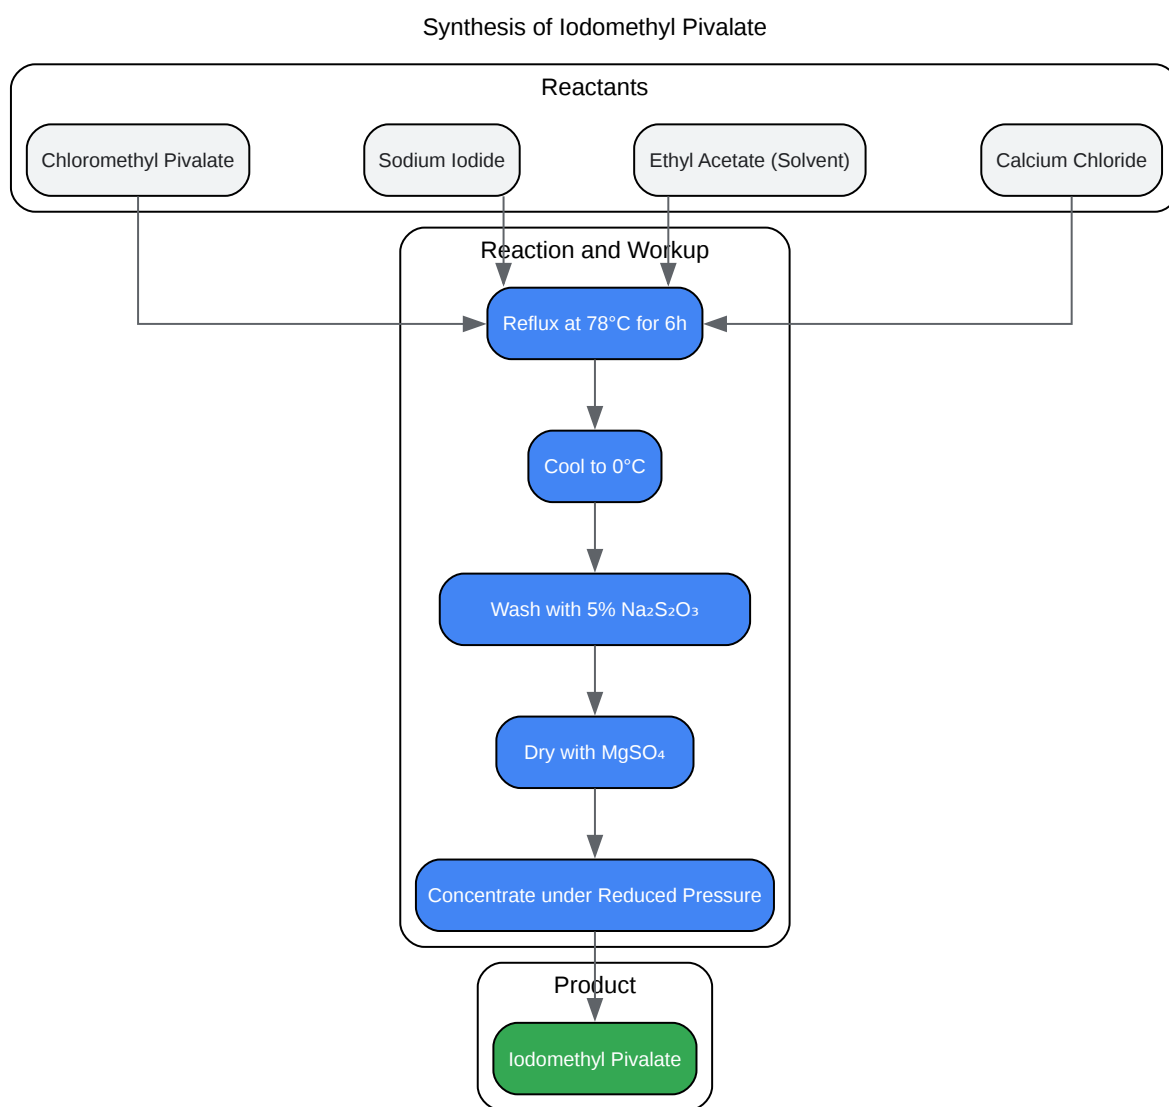 Synthesis of Iodomethyl Pivalate
Reactants
Chloromethyl Pivalate
Sodium Iodide
Ethyl Acetate (Solvent)
Calcium Chloride
Reaction and Workup
Reflux at 78°C for 6h
Cool to 0°C
Wash with 5% Na₂S₂O₃
Dry with MgSO₄
Concentrate under Reduced Pressure
Product
Iodomethyl Pivalate